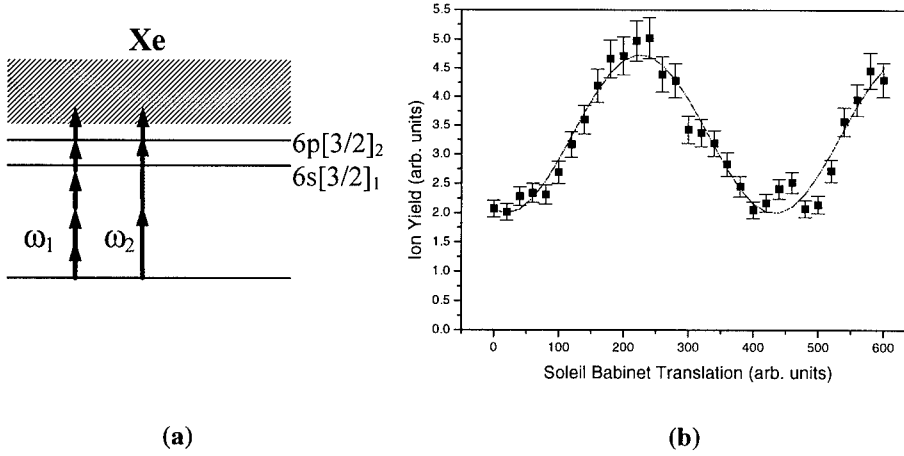 Xe
6p[3/2]₂
6s[3/2]₁
ω₁ ω₂
(a)
Ion Yield (arb. units)
5.5
5.0
4.5
4.0
3.5
3.0
2.5
2.0
1.5
1.0
0.5
0.0
0 100 200 300 400 500 600
Soleil Babinet Translation (arb. units)
(b)